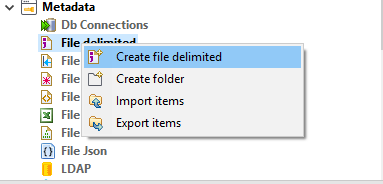 Metadata
Db Connections
File delimited
Create file delimited
File
Create folder
File
Import items
File
Export items
File
File
File Json
LDAP